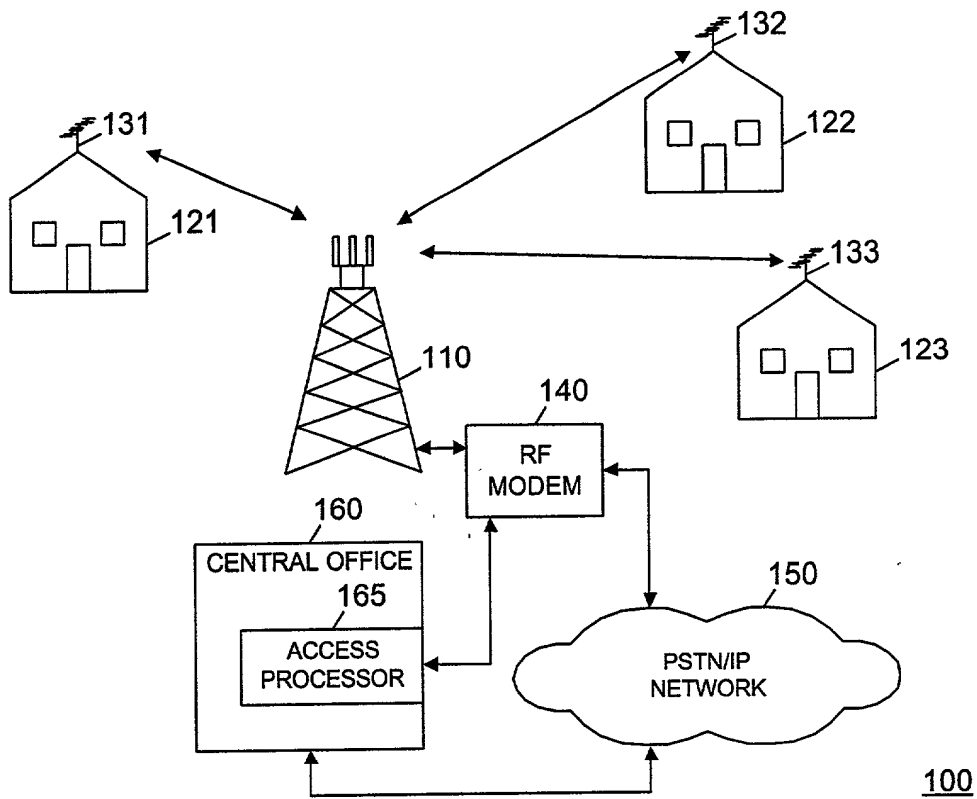 132
131
122
121
133
123
110
140
RF
MODEM
160
CENTRAL OFFICE
165
ACCESS
PROCESSOR
150
PSTN/IP
NETWORK
100